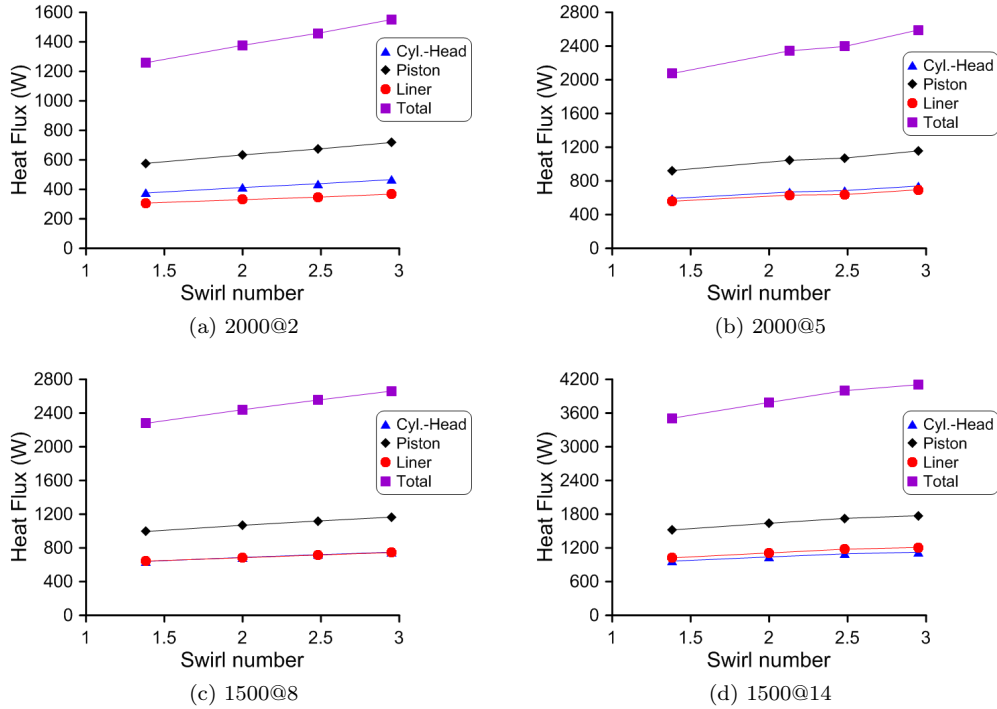 1600
1400
1200
1000
800
600
400
200
0
Heat Flux (W)
Cyl.-Head
Piston
Liner
Total
1 1.5 2 2.5 3
Swirl number
(a) 2000@2
2800
2400
2000
1600
1200
800
400
0
Heat Flux (W)
Cyl.-Head
Piston
Liner
Total
1 1.5 2 2.5 3
Swirl number
(b) 2000@5
2800
2400
2000
1600
1200
800
400
0
Heat Flux (W)
Cyl.-Head
Piston
Liner
Total
1 1.5 2 2.5 3
Swirl number
(c) 1500@8
4200
3600
3000
2400
1800
1200
600
0
Heat Flux (W)
Cyl.-Head
Piston
Liner
Total
1 1.5 2 2.5 3
Swirl number
(d) 1500@14